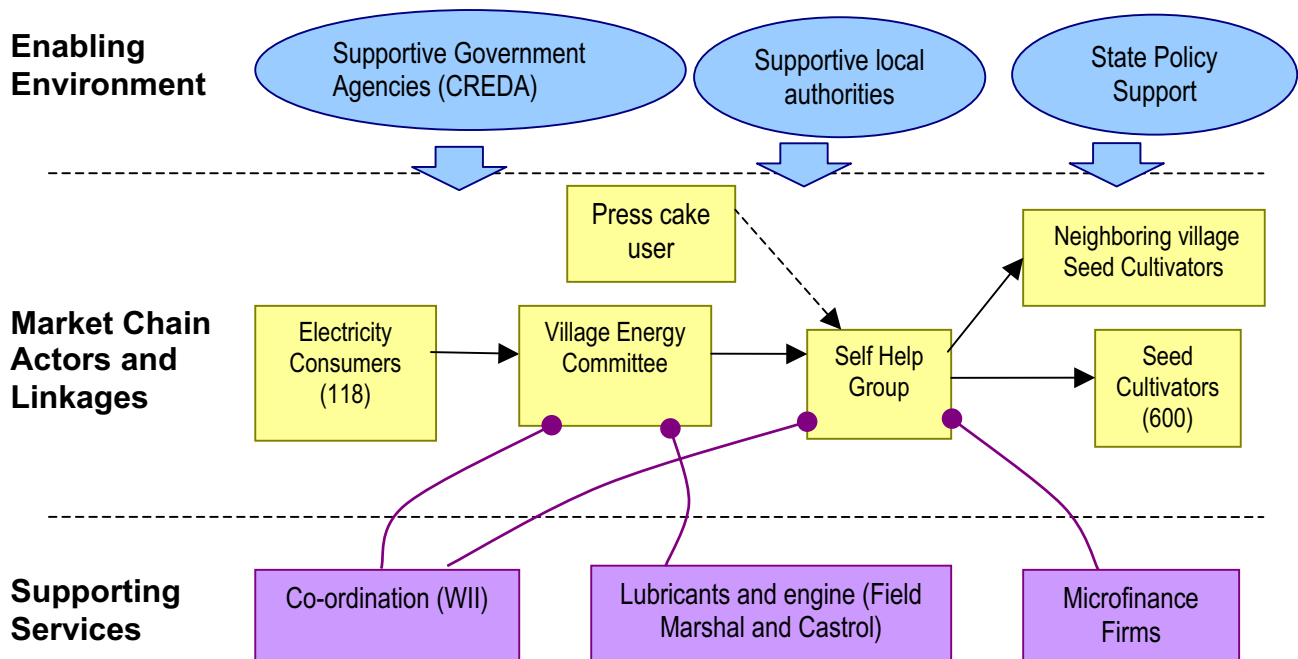 Enabling
Environment
Supportive Government
Agencies (CREDA)
Supportive local
authorities
State Policy
Support
Press cake
user
Neighboring village
Seed Cultivators
Market Chain
Actors and
Linkages
Electricity
Consumers
(118)
Village Energy
Committee
Self Help
Group
Seed
Cultivators
(600)
Supporting
Services
Co-ordination (WII)
Lubricants and engine (Field
Marshal and Castrol)
Microfinance
Firms